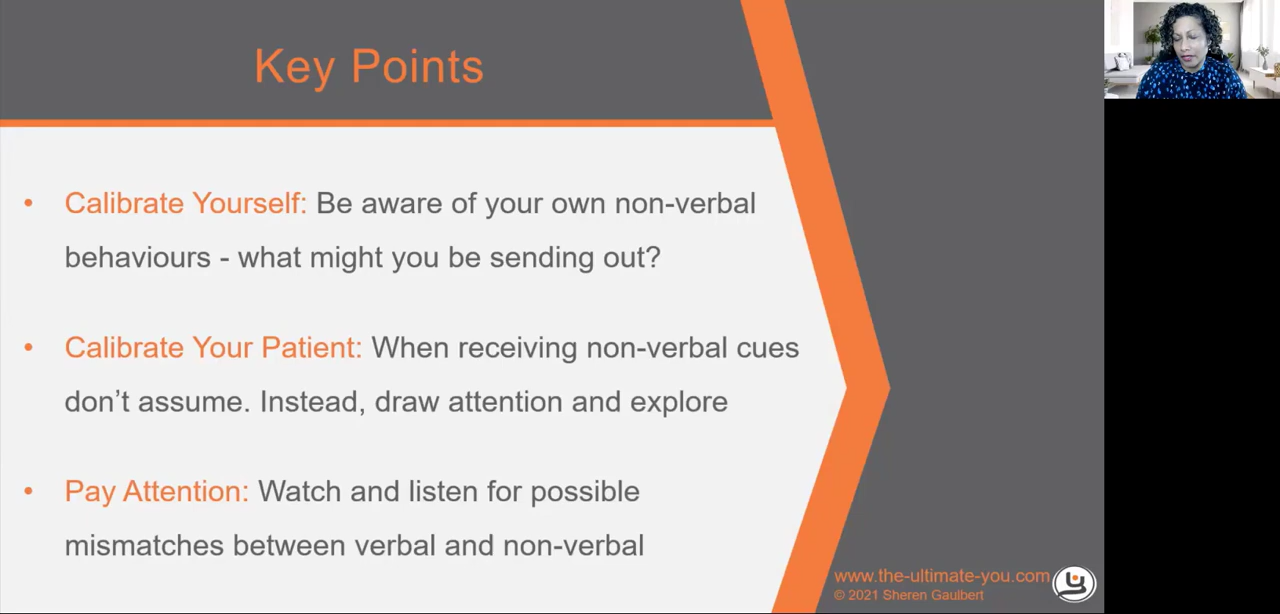 Key Points
• Calibrate Yourself: Be aware of your own non-verbal
behaviours - what might you be sending out?
• Calibrate Your Patient: When receiving non-verbal cues
don’t assume. Instead, draw attention and explore
• Pay Attention: Watch and listen for possible
mismatches between verbal and non-verbal
www.the-ultimate-you.com
© 2021 Sheren Gaulbert